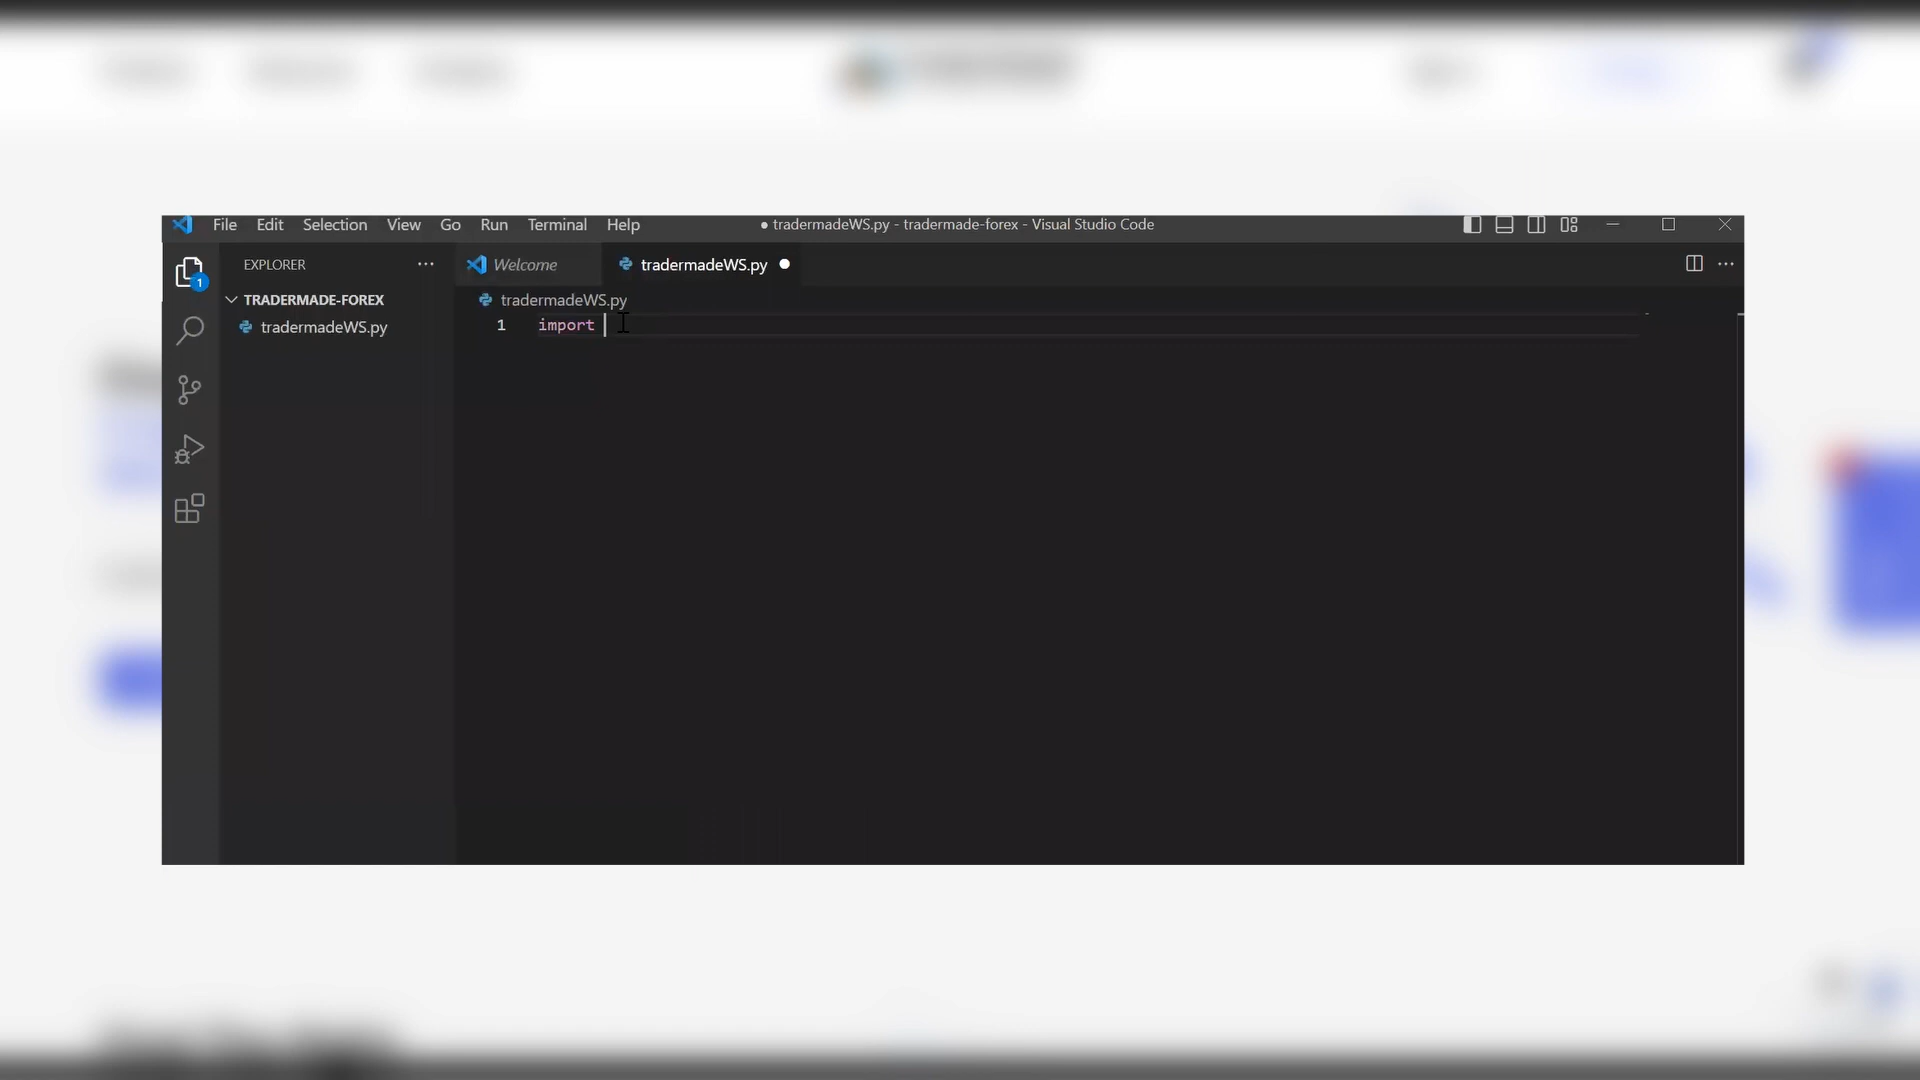 File Edit Selection View Go Run Terminal Help
● tradermadeWS.py - tradermade-forex - Visual Studio Code
EXPLORER
Welcome
tradermadeWS.py
TRADERMADE-FOREX
tradermadeWS.py
tradermadeWS.py
1
1 import